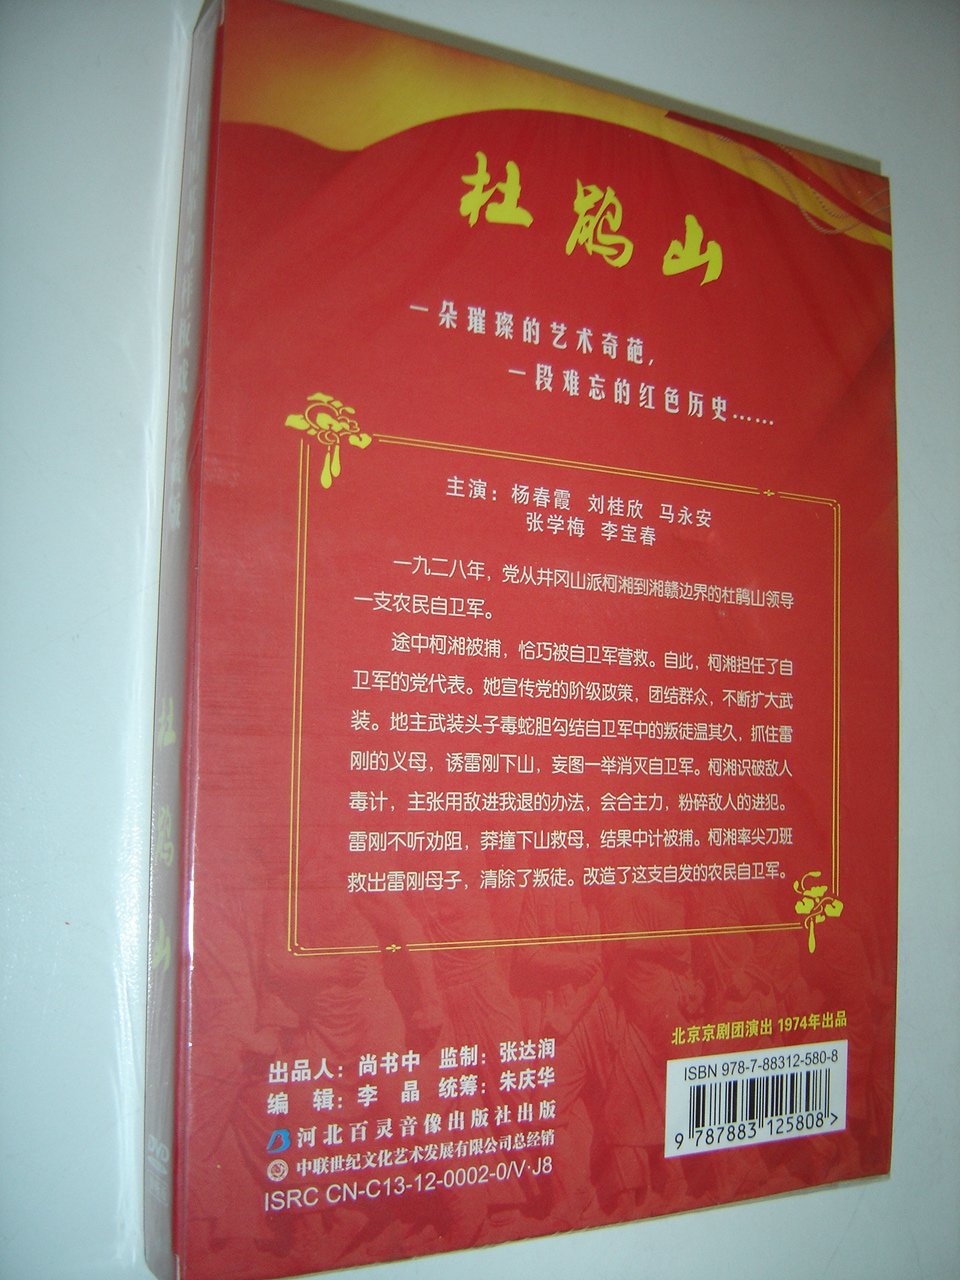 杜鹃山
一朵璀璨的艺术奇葩,
一段难忘的红色历史……
主演：杨春霞 刘桂欣 马永安
张学梅 李宝春
一九二八年，党从井冈山派柯湘到湘赣边界的杜鹃山领导
一支农民自卫军。
途中柯湘被捕，恰巧被自卫军营救。自此，柯湘担任了自
卫军的党代表。她宣传党的阶级政策，团结群众，不断扩大武
装。地主武装头子毒蛇胆勾结自卫军中的叛徒温其久，抓住雷
刚的义母，诱雷刚下山，妄图一举消灭自卫军。柯湘识破敌人
毒计，主张用敌进我退的办法，会合主力，粉碎敌人的进犯。
雷刚不听劝阻，莽撞下山救母，结果中计被捕。柯湘率尖刀班
救出雷刚母子，清除了叛徒。改造了这支自发的农民自卫军。
北京京剧团演出 1974年出品
ISBN 978-7-88312-580-8
9 787883 125808 >
出品人：尚书中 监制：张达润
编 辑：李 晶 统筹：朱庆华
河北百灵音像出版社出版
中联世纪文化艺术发展有限公司总经销
ISRC CN-C13-12-0002-0/V·J8
杜鹃山
DVD